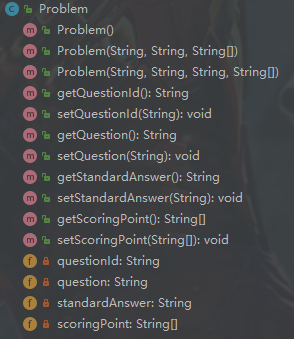 Problem
Problem()
Problem(String, String, String[])
Problem(String, String, String, String[])
getQuestionId(): String
setQuestionId(String): void
getQuestion(): String
setQuestion(String): void
getStandardAnswer(): String
setStandardAnswer(String): void
getScoringPoint(): String[]
setScoringPoint(String[]): void
questionId: String
question: String
standardAnswer: String
scoringPoint: String[]